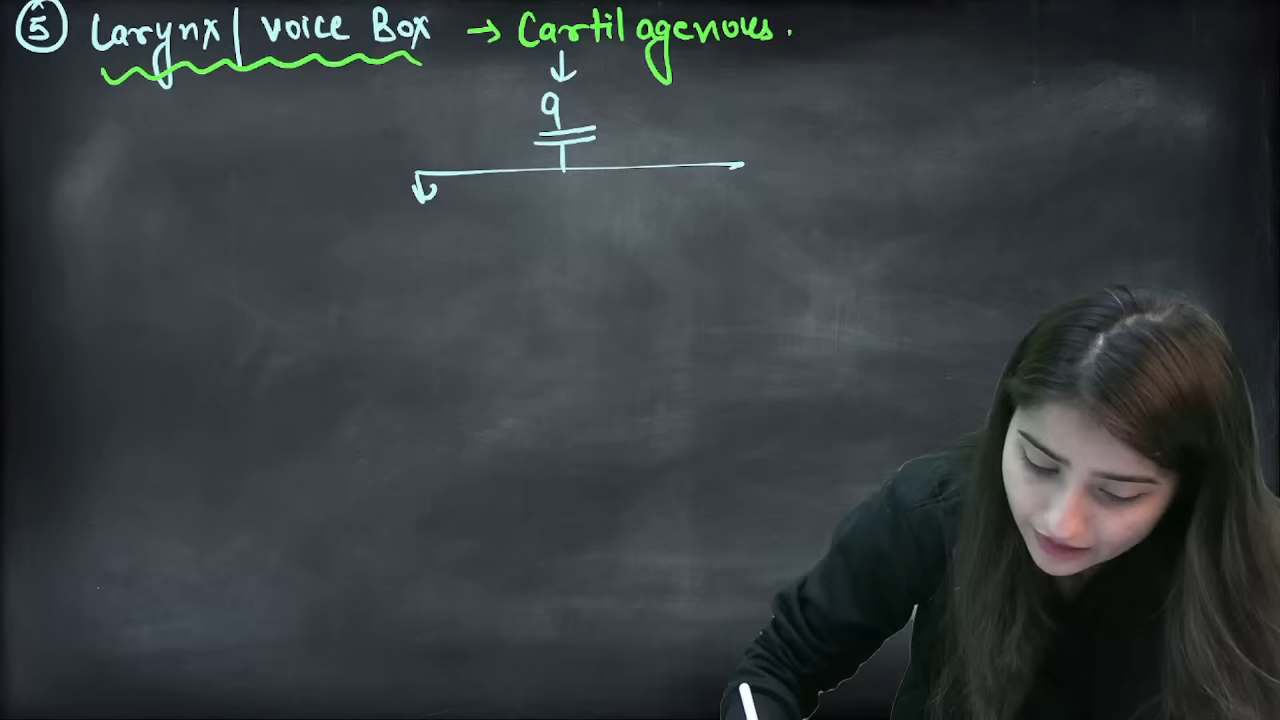 ⑤ Larynx | Voice Box → Cartilagenous.
9